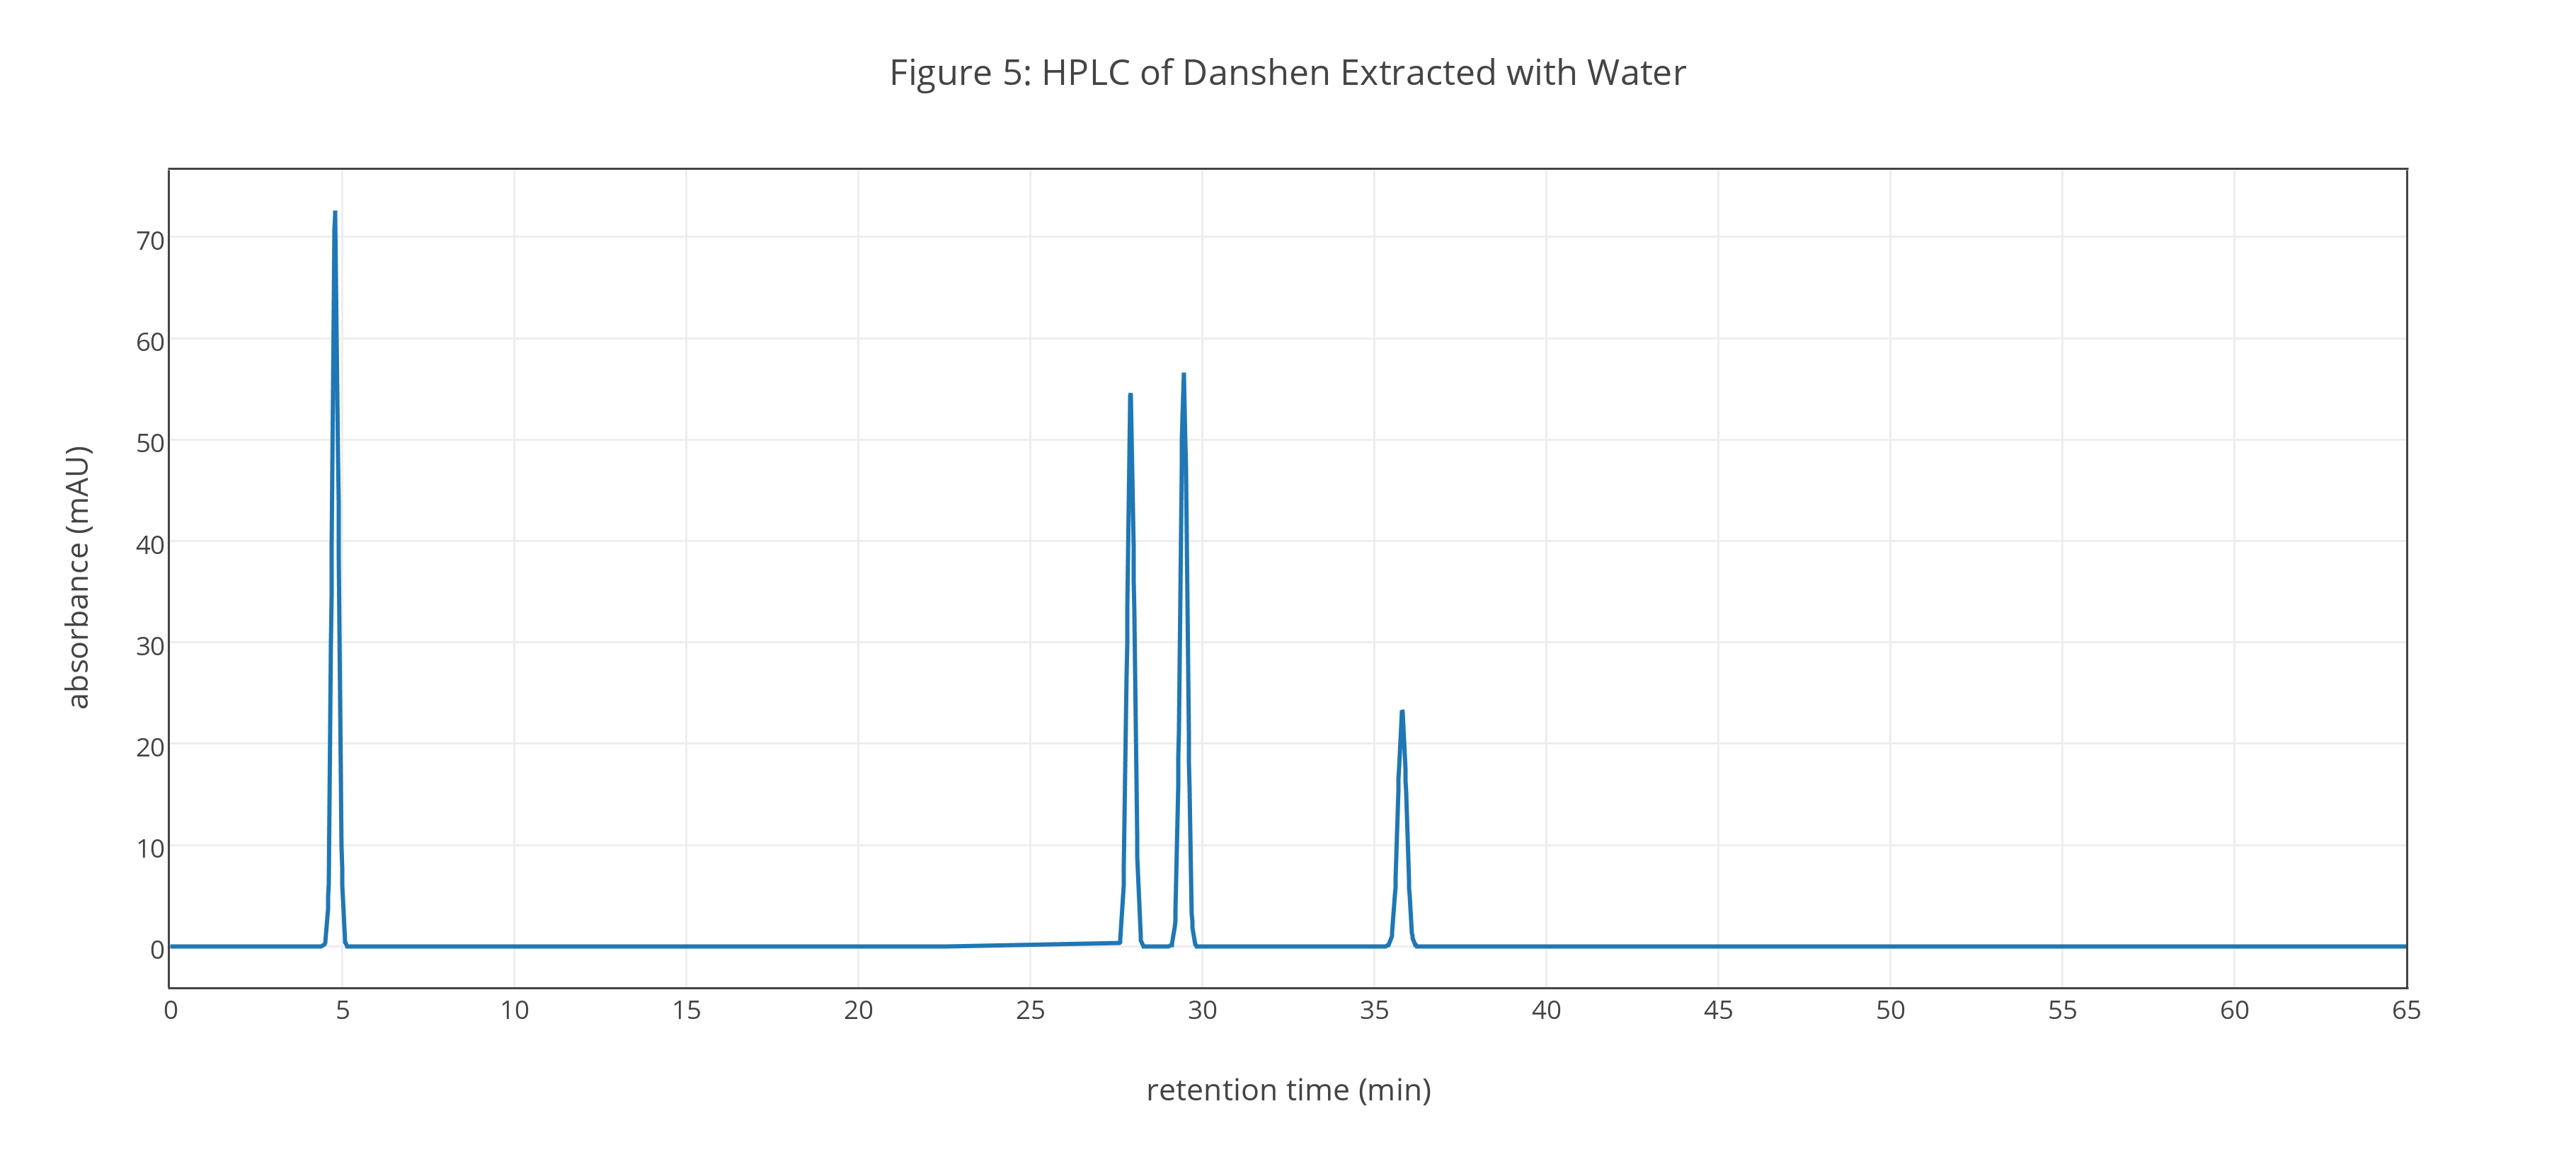 Figure 5: HPLC of Danshen Extracted with Water
70
60
50
40
30
20
10
0
absorbance (mAU)
0 5 10 15 20 25 30 35 40 45 50 55 60 65
retention time (min)